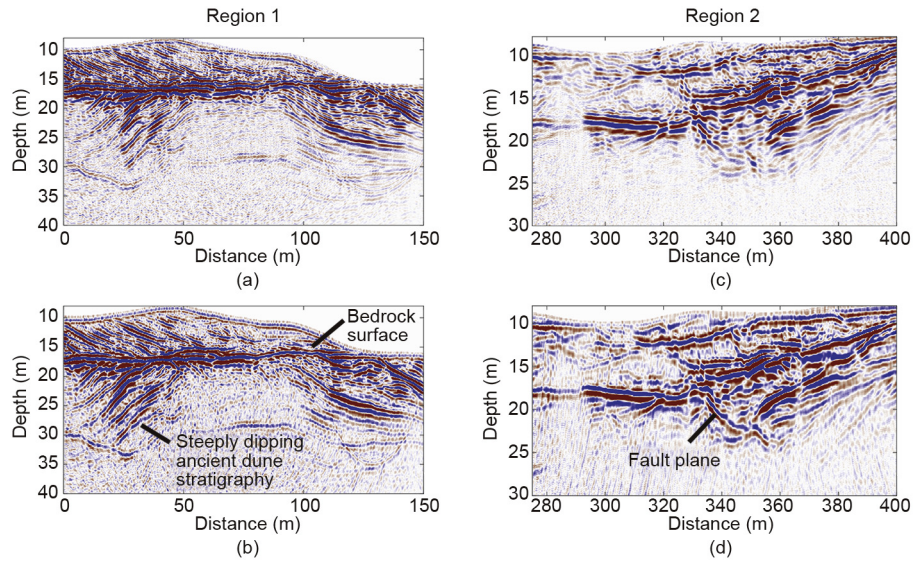 Region 1
Region 2
Depth (m)
10
15
20
25
30
35
40
0
50
100
150
Distance (m)
(a)
Depth (m)
10
15
20
25
30
280
300
320
340
360
380
400
Distance (m)
(c)
Depth (m)
10
15
20
25
30
35
40
Bedrock
surface
Steeply dipping
ancient dune
stratigraphy
0
50
100
150
Distance (m)
(b)
Depth (m)
10
15
20
25
30
Fault plane
280
300
320
340
360
380
400
Distance (m)
(d)